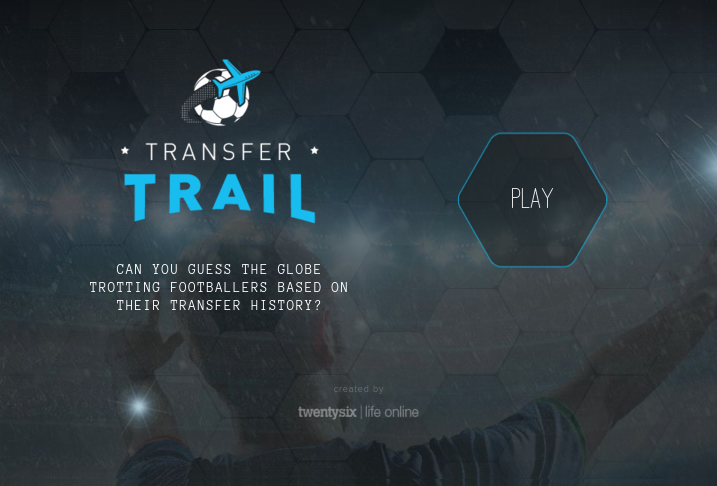 TRANSFER
TRAIL
CAN YOU GUESS THE GLOBE
TROTTING FOOTBALLERS BASED ON
THEIR TRANSFER HISTORY?
PLAY
created by
twentysix | life online